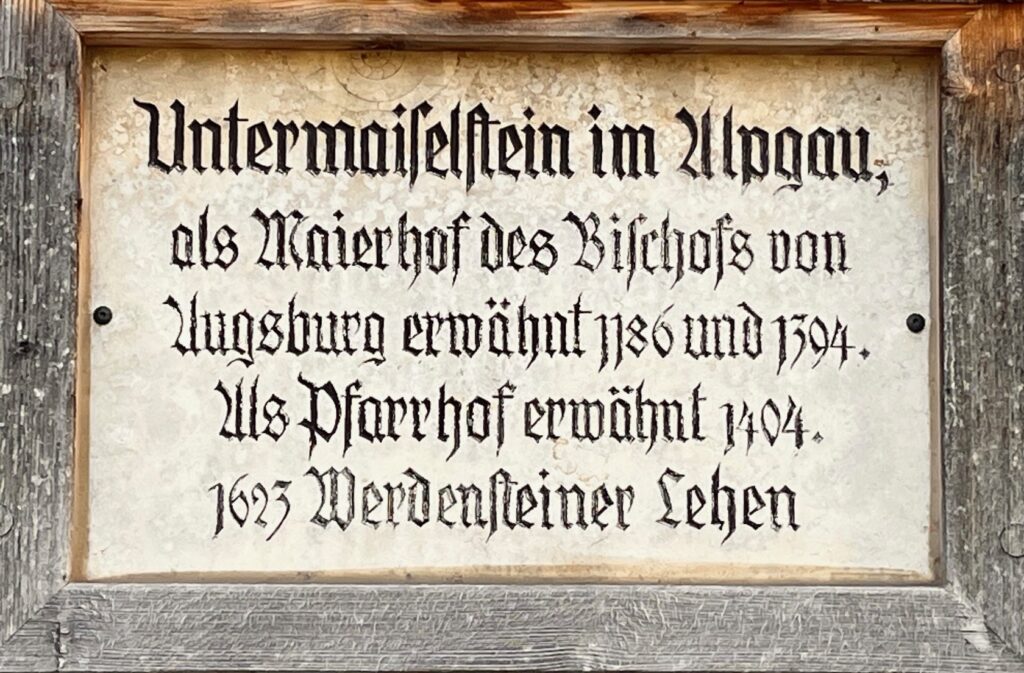 Untermaiſelſtein im Alpgau,
als Maierhof des Biſchofs von
Augsburg erwähnt 1186 und 1394.
Als Pfarrhof erwähnt 1404.
1623 Werdenſteiner Lehen